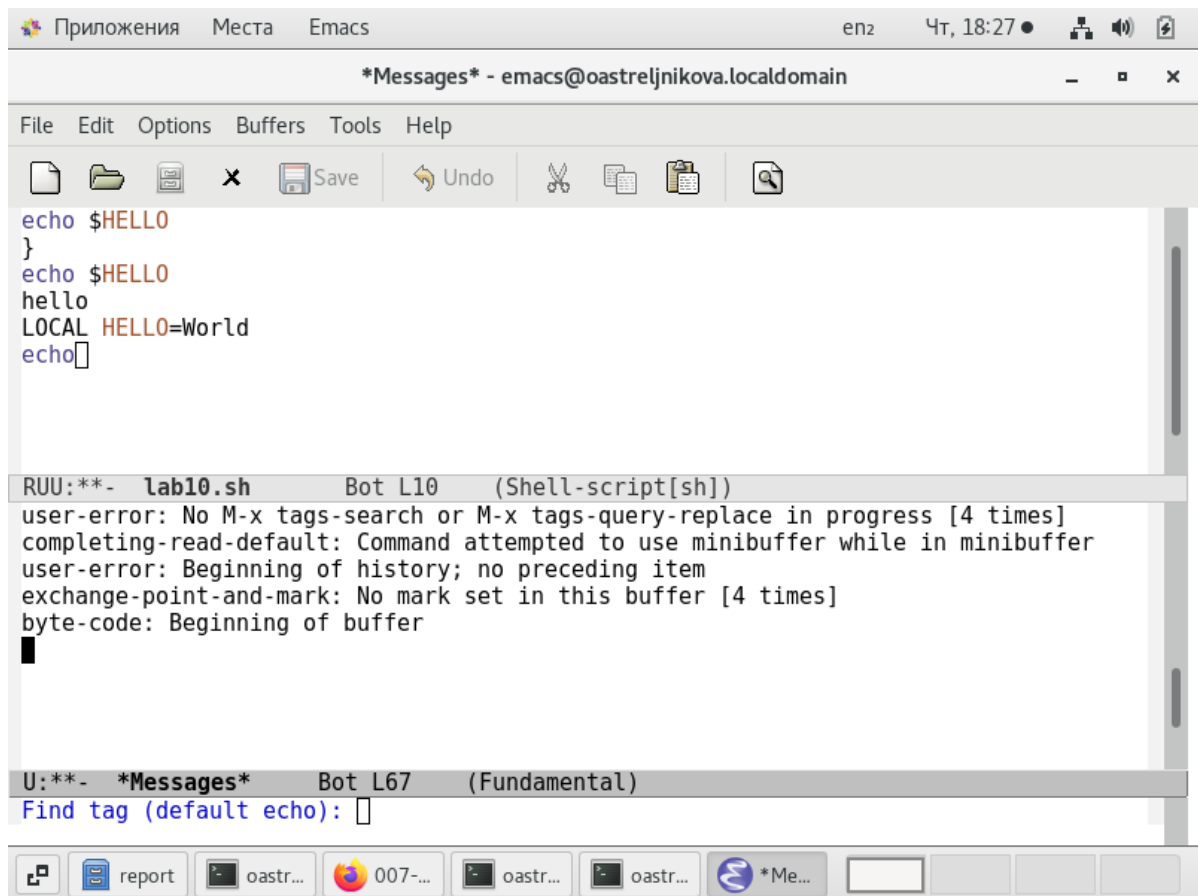 Приложения Места Emacs en₂ Чт, 18:27
*Messages* - emacs@oastreljnikova.localdomain
File Edit Options Buffers Tools Help
Save Undo
echo $HELLO
}
echo $HELLO
hello
LOCAL HELLO=World
echo
RUU:**- lab10.sh Bot L10 (Shell-script[sh])
user-error: No M-x tags-search or M-x tags-query-replace in progress [4 times]
completing-read-default: Command attempted to use minibuffer while in minibuffer
user-error: Beginning of history; no preceding item
exchange-point-and-mark: No mark set in this buffer [4 times]
byte-code: Beginning of buffer
U:**- *Messages* Bot L67 (Fundamental)
Find tag (default echo):
report oastr... 007-... oastr... oastr... *Me...